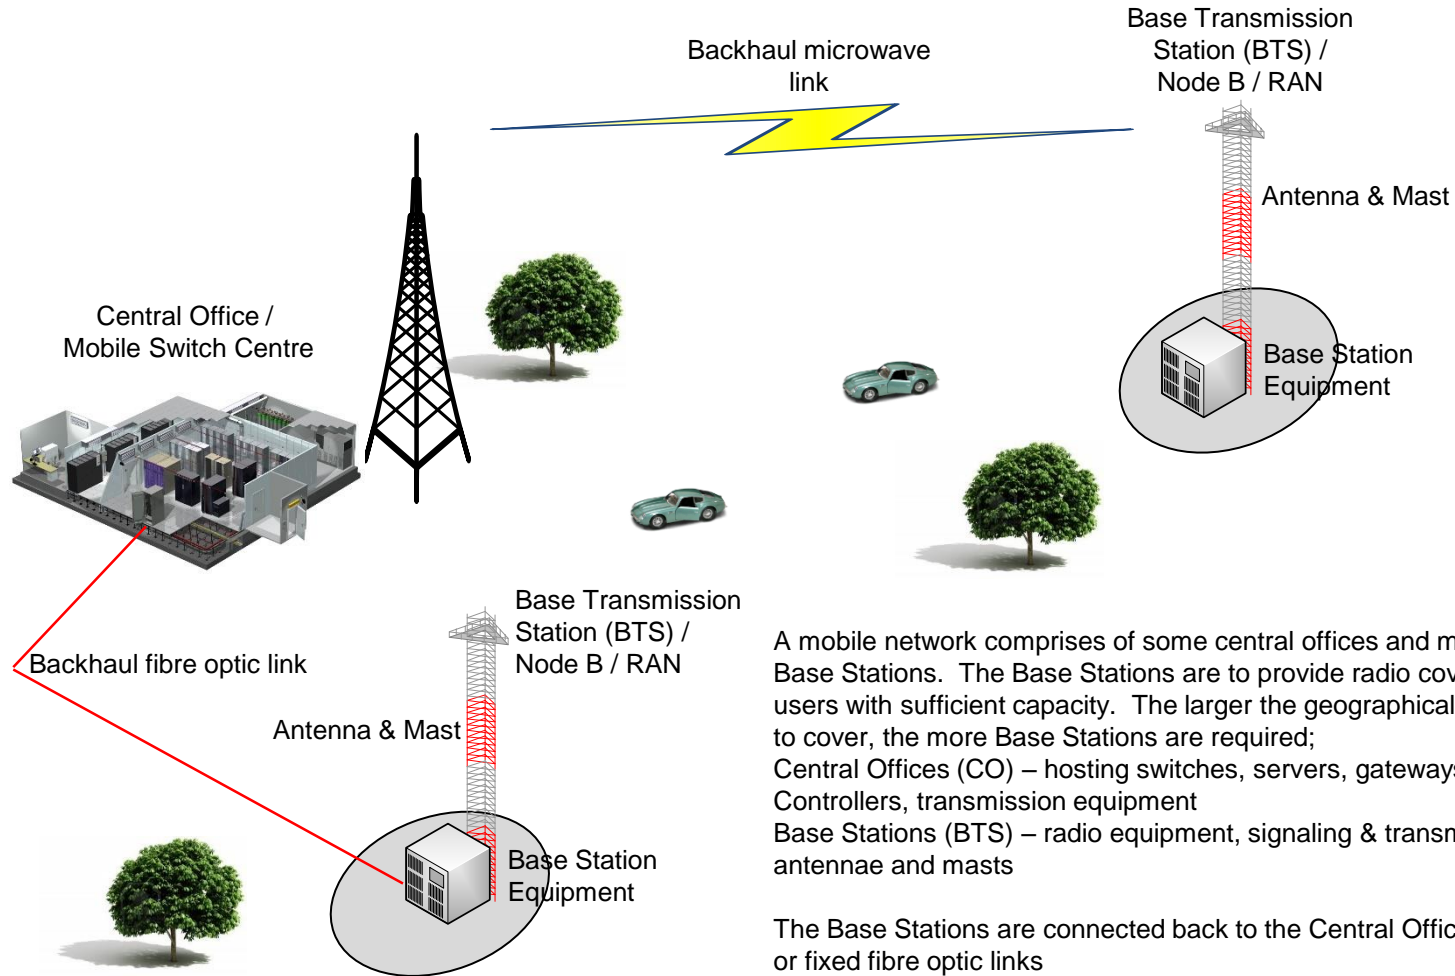 Backhaul microwave
link
Base Transmission
Station (BTS) /
Node B / RAN
Antenna & Mast
Central Office /
Mobile Switch Centre
Base Station
Equipment
Base Transmission
Station (BTS) /
Node B / RAN
Backhaul fibre optic link
Antenna & Mast
Base Station
Equipment
A mobile network comprises of some central offices and
Base Stations.  The Base Stations are to provide radio
users with sufficient capacity.  The larger the geographical
to cover, the more Base Stations are required;
Central Offices (CO) – hosting switches, servers, gateways
Controllers, transmission equipment
Base Stations (BTS) – radio equipment, signaling &
antennae and masts
The Base Stations are connected back to the Central
or fixed fibre optic links